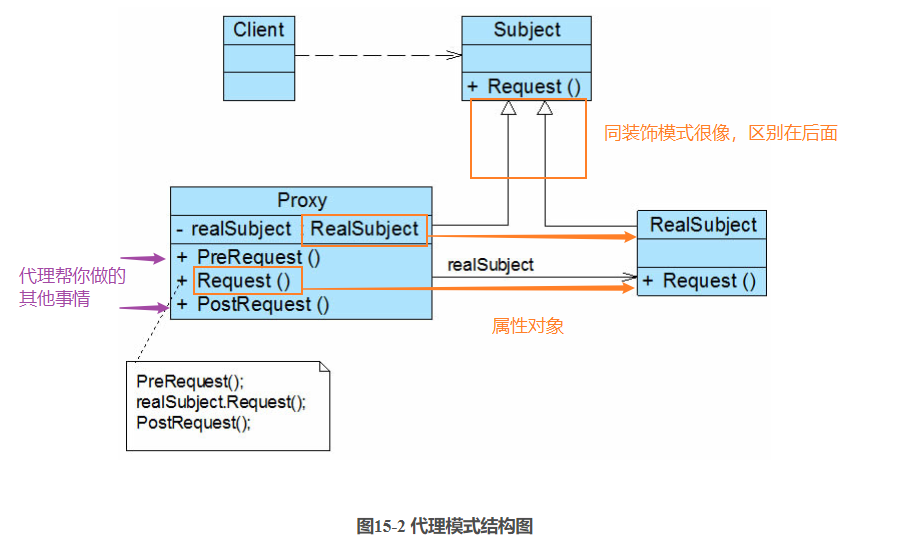 Client
Subject
+ Request ()
同装饰模式很像，区别在后面
Proxy
- realSubject RealSubject
+ PreRequest ()
+ Request ()
+ PostRequest ()
代理帮你做的
其他事情
realSubject
RealSubject
+ Request ()
属性对象
PreRequest();
realSubject.Request();
PostRequest();
图15-2 代理模式结构图